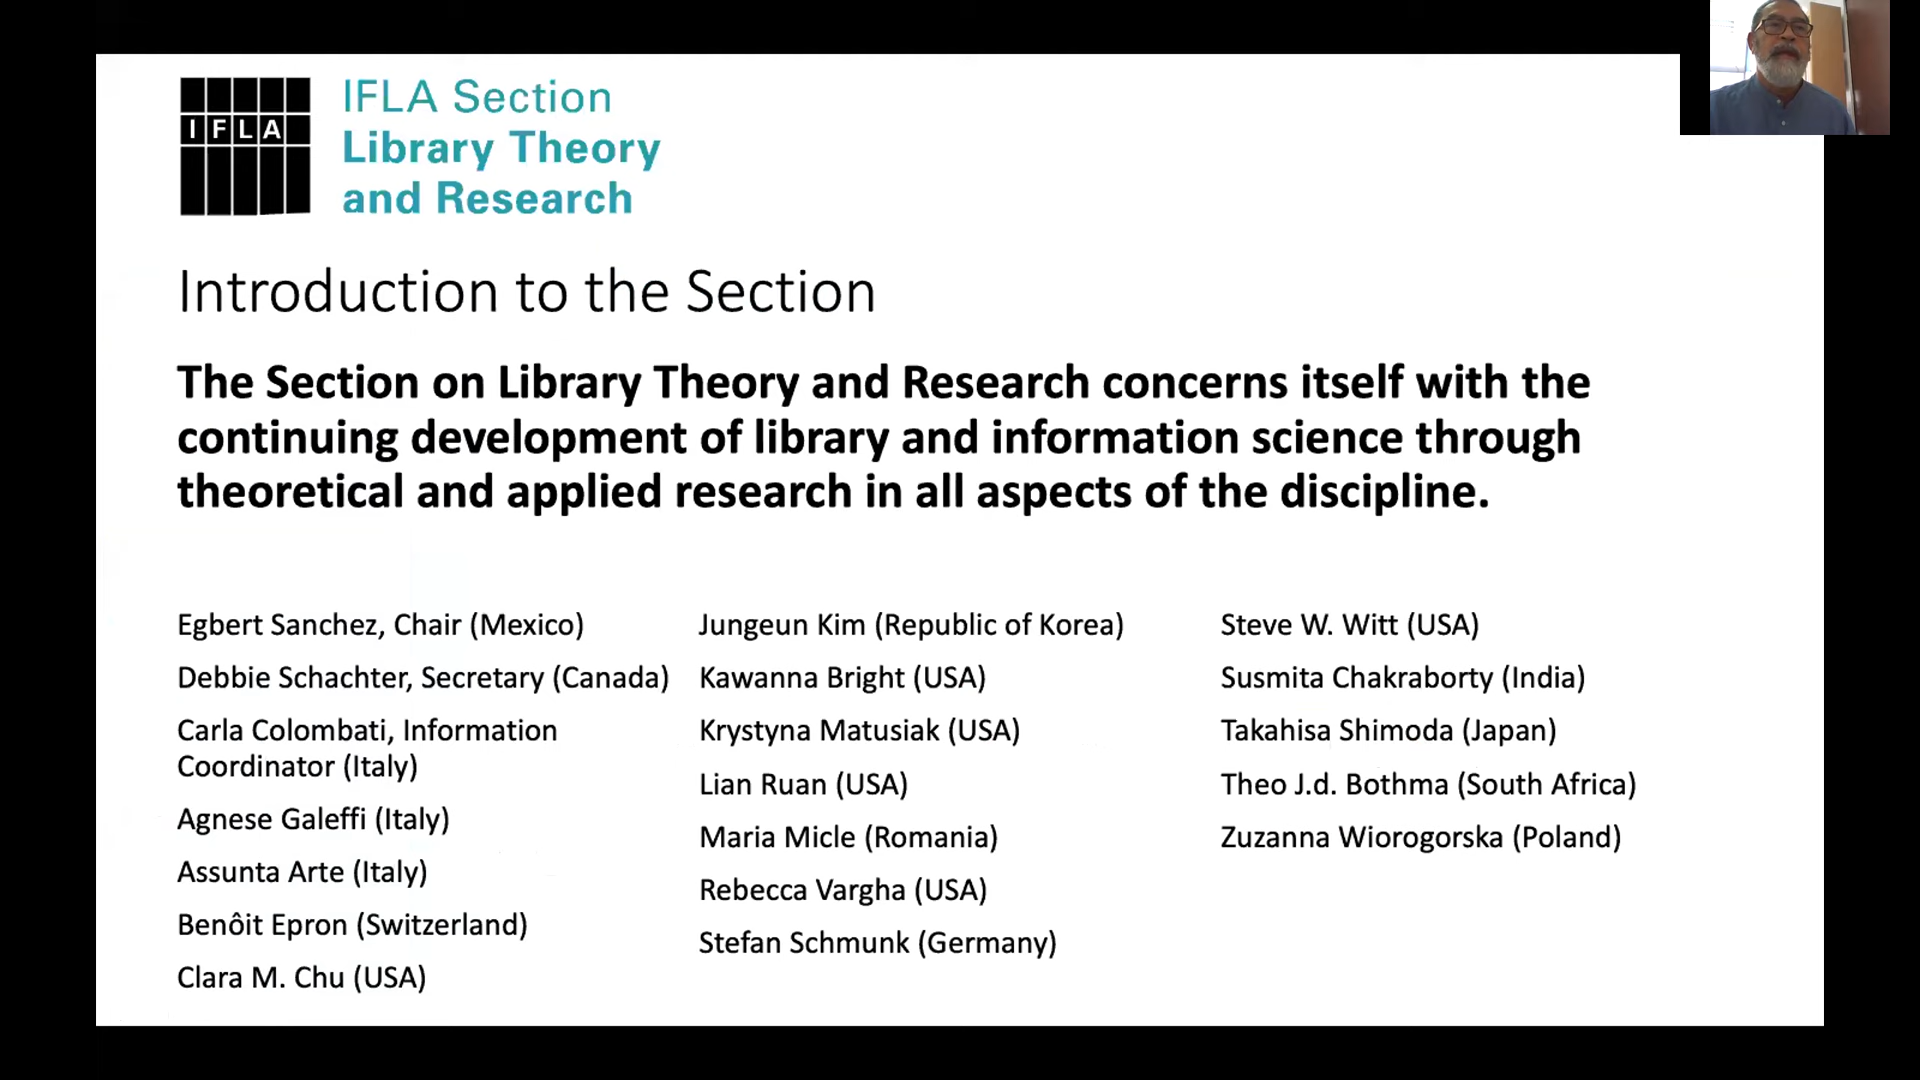 IFLA
IFLA Section
Library Theory
and Research
Introduction to the Section
The Section on Library Theory and Research concerns itself with the
continuing development of library and information science through
theoretical and applied research in all aspects of the discipline.
Egbert Sanchez, Chair (Mexico)
Debbie Schachter, Secretary (Canada)
Carla Colombati, Information
Coordinator (Italy)
Agnese Galeffi (Italy)
Assunta Arte (Italy)
Benôit Epron (Switzerland)
Clara M. Chu (USA)
Jungeun Kim (Republic of Korea)
Kawanna Bright (USA)
Krystyna Matusiak (USA)
Lian Ruan (USA)
Maria Micle (Romania)
Rebecca Vargha (USA)
Stefan Schmunk (Germany)
Steve W. Witt (USA)
Susmita Chakraborty (India)
Takahisa Shimoda (Japan)
Theo J.d. Bothma (South Africa)
Zuzanna Wiorogorska (Poland)